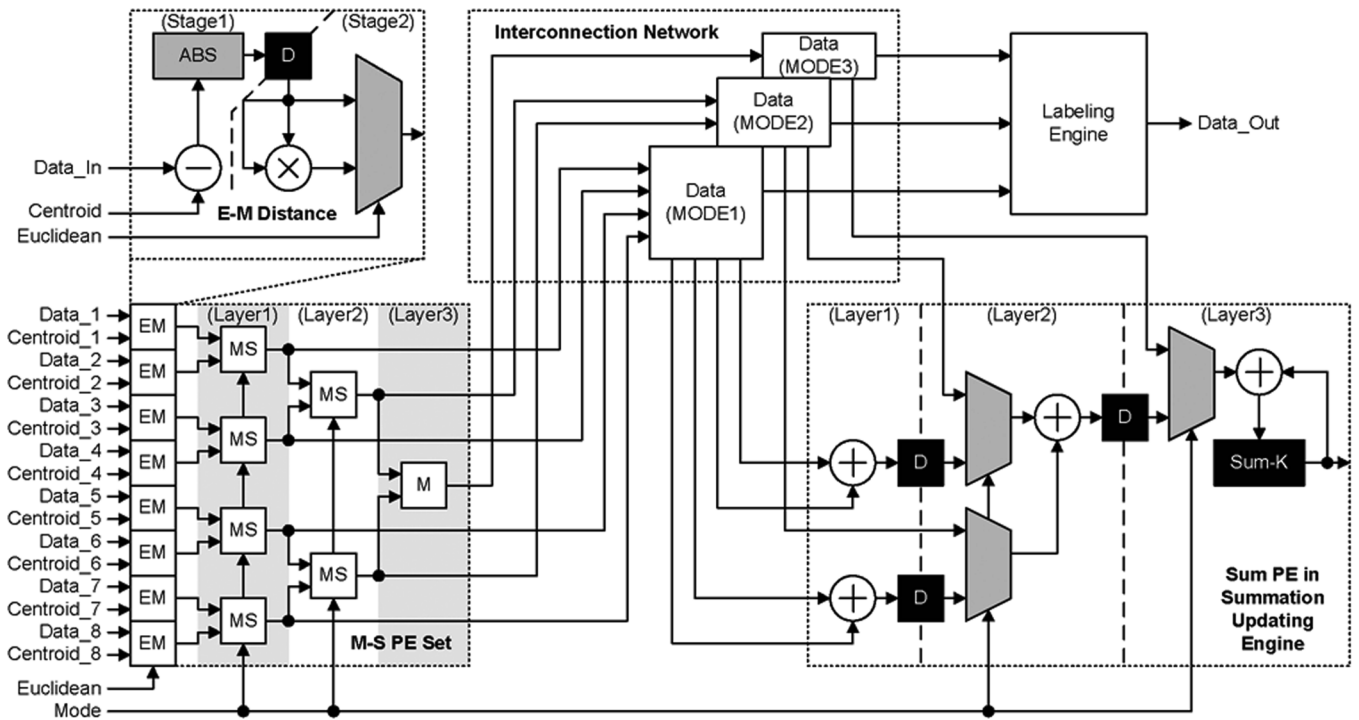 (Stage1)
(Stage2)
ABS
D
Data_In
Centroid
Euclidean
E-M Distance
Interconnection Network
Data
(MODE3)
Data
(MODE2)
Data
(MODE1)
Labeling
Engine
Data_Out
Data_1
Centroid_1
Data_2
Centroid_2
Data_3
Centroid_3
Data_4
Centroid_4
Data_5
Centroid_5
Data_6
Centroid_6
Data_7
Centroid_7
Data_8
Centroid_8
Euclidean
Mode
EM
EM
EM
EM
EM
EM
EM
EM
(Layer1)
(Layer2)
(Layer3)
MS
MS
MS
MS
MS
MS
M
M-S PE Set
(Layer1)
(Layer2)
(Layer3)
D
D
D
Sum-K
Sum PE in
Summation
Updating
Engine